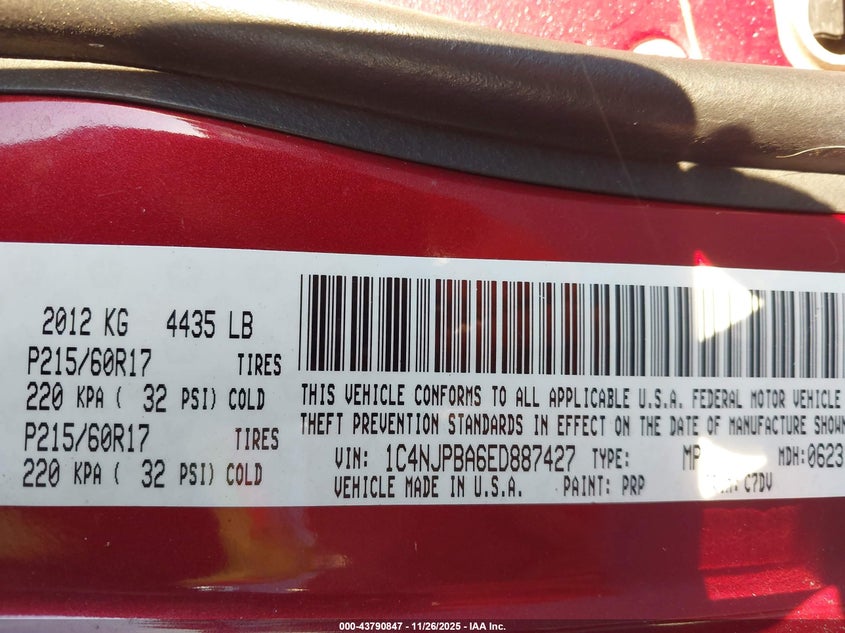 2012 KG 4435 LB
P215/60R17 TIRES
220 KPA ( 32 PSI) COLD
P215/60R17 TIRES
220 KPA ( 32 PSI) COLD
THIS VEHICLE CONFORMS TO ALL APPLICABLE U.S.A. FEDERAL MOTOR VEHICLE
THEFT PREVENTION STANDARDS IN EFFECT ON THE DATE OF MANUFACTURE SHOWN
VIN: 1C4NJPBA6ED887427 TYPE: MP MDH:0623
VEHICLE MADE IN U.S.A. PAINT: PRP C7DV
000-43790847 - 11/26/2025 - IAA Inc.